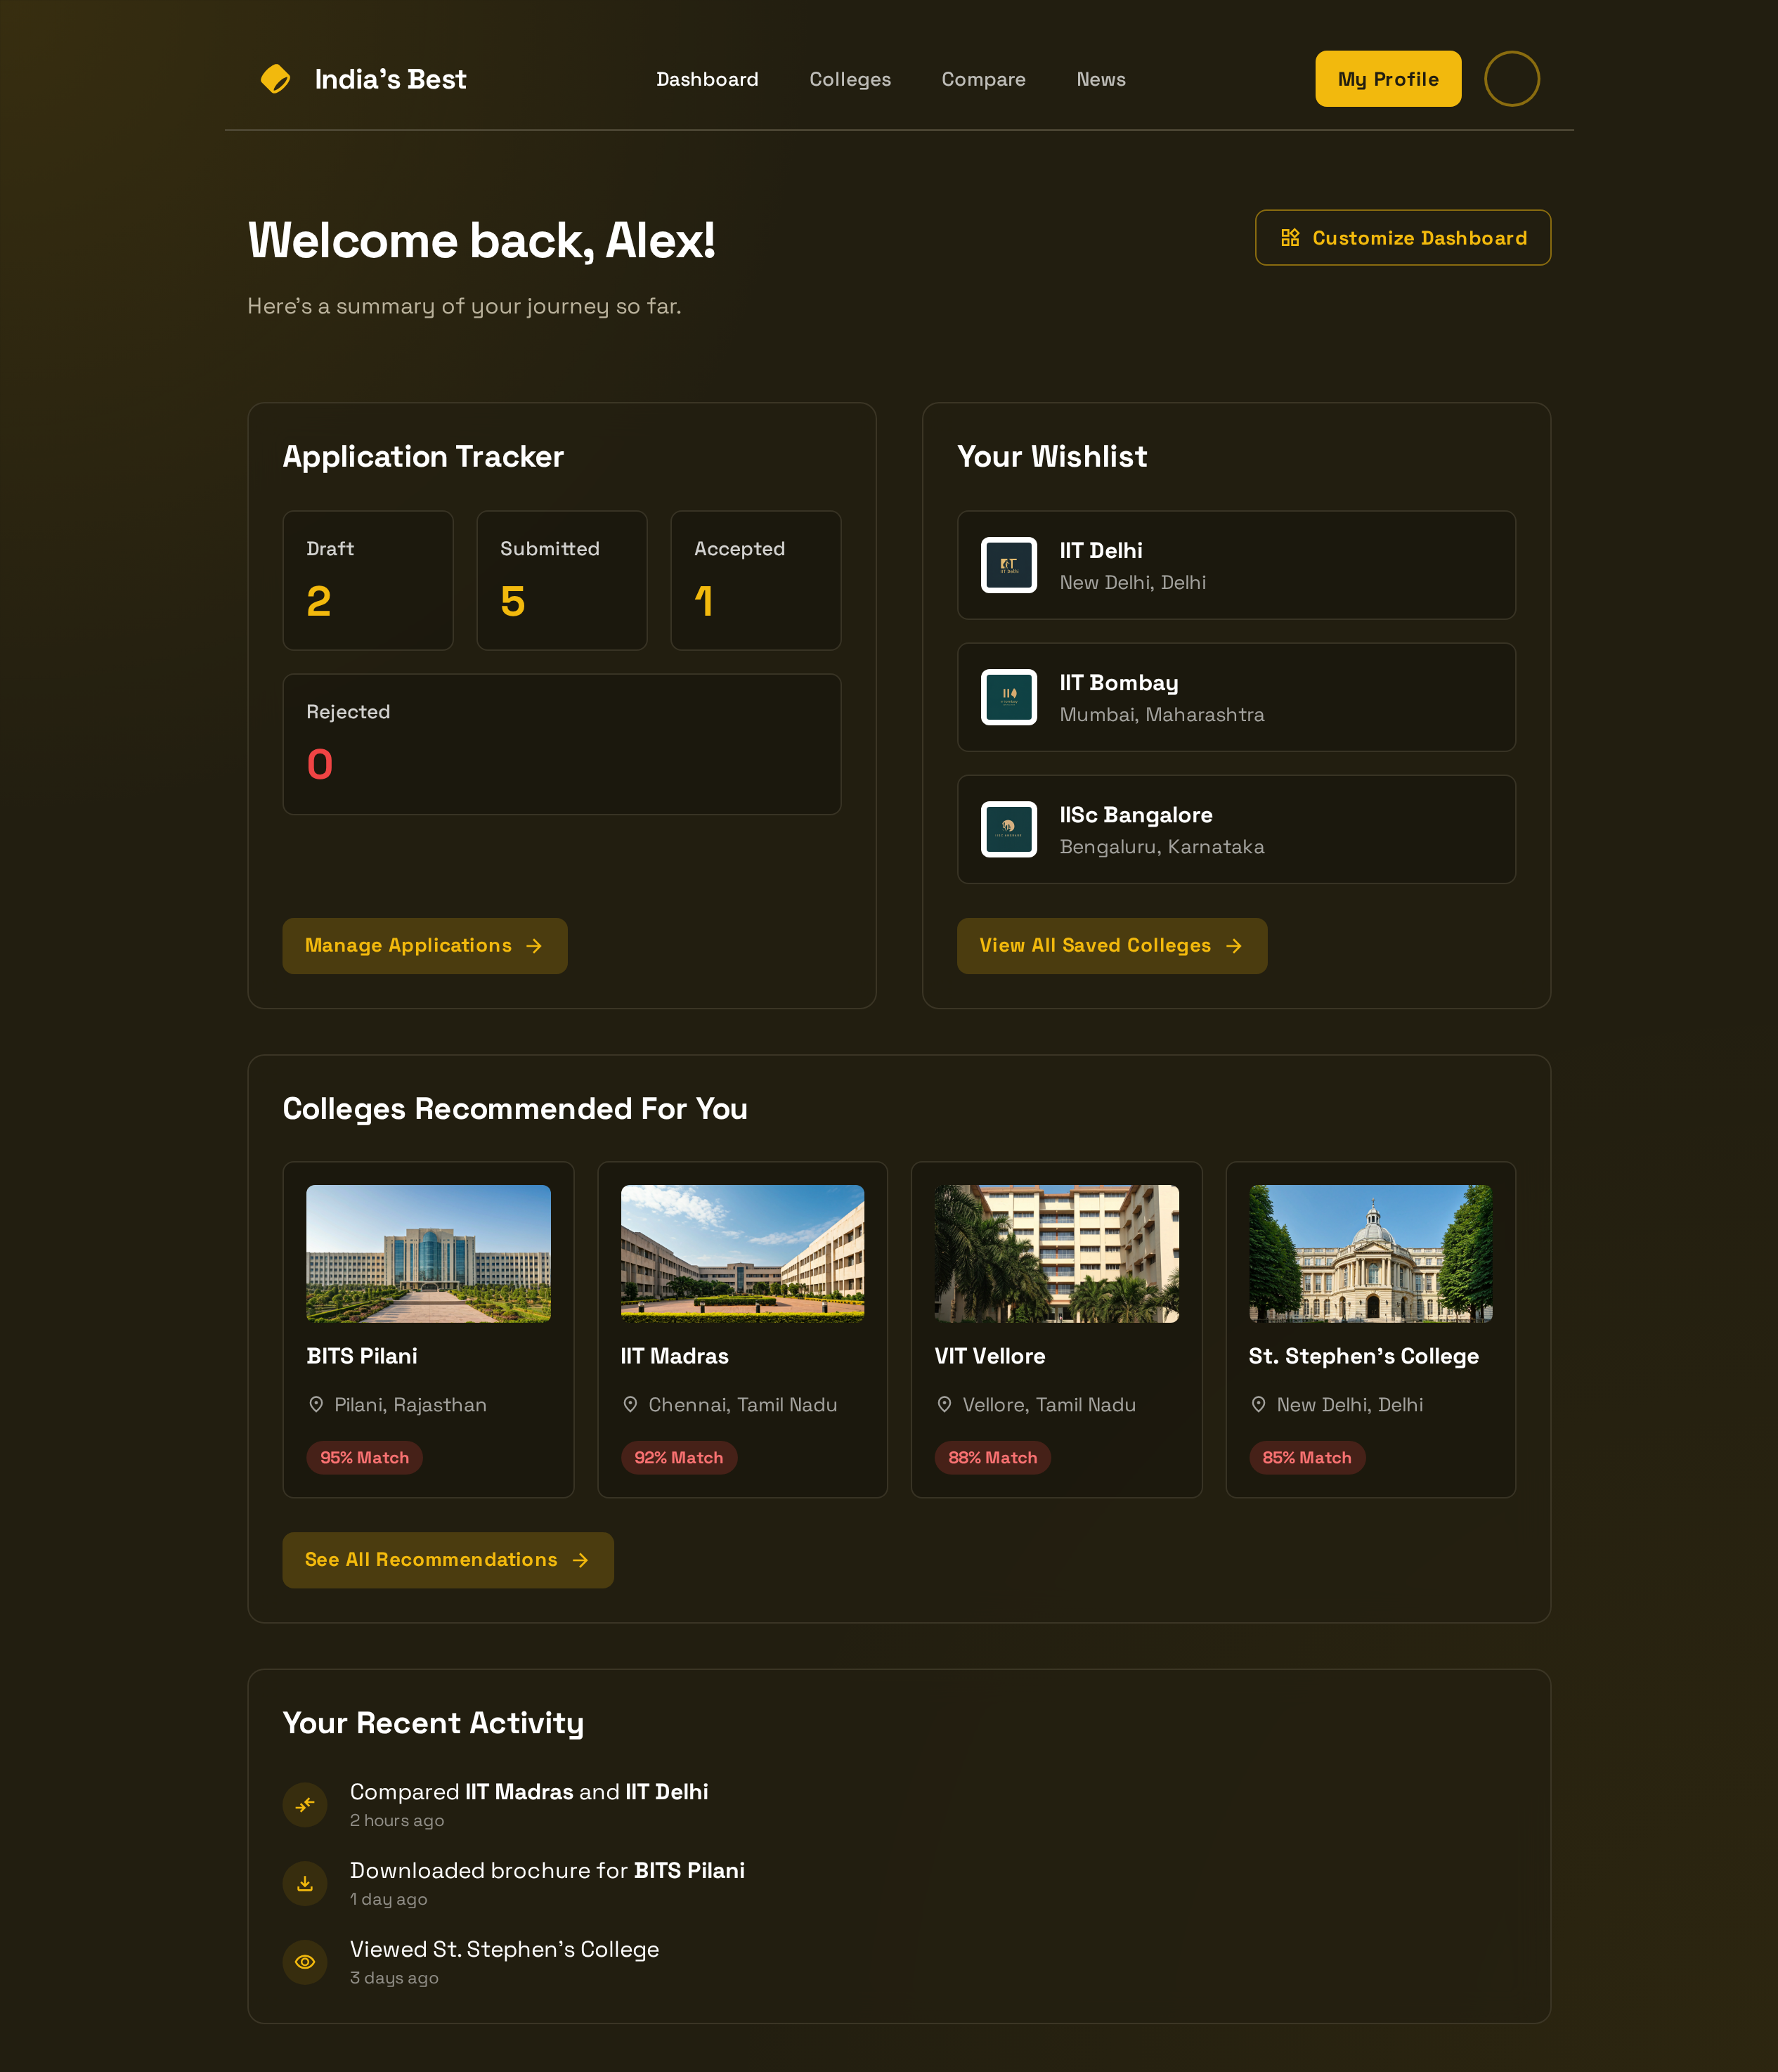 India's Best
Dashboard
Colleges
Compare
News
My Profile
Welcome back, Alex!
Customize Dashboard
Here's a summary of your journey so far.
Application Tracker
Draft
2
Submitted
5
Accepted
1
Rejected
0
Manage Applications
Your Wishlist
IIT Delhi
New Delhi, Delhi
IIT Bombay
Mumbai, Maharashtra
IISc Bangalore
Bengaluru, Karnataka
View All Saved Colleges
Colleges Recommended For You
BITS Pilani
Pilani, Rajasthan
95% Match
IIT Madras
Chennai, Tamil Nadu
92% Match
VIT Vellore
Vellore, Tamil Nadu
88% Match
St. Stephen's College
New Delhi, Delhi
85% Match
See All Recommendations
Your Recent Activity
Compared IIT Madras and IIT Delhi
2 hours ago
Downloaded brochure for BITS Pilani
1 day ago
Viewed St. Stephen's College
3 days ago